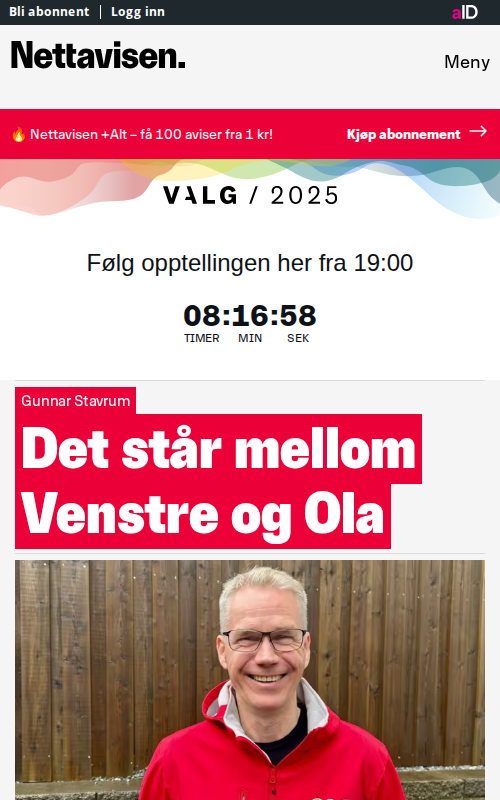 Bli abonnent | Logg inn
aID
Nettavisen.
Meny
🔥 Nettavisen +Alt – få 100 aviser fra 1 kr!
Kjøp abonnement →
VALG / 2025
Følg opptellingen her fra 19:00
08:16:58
TIMER MIN SEK
Gunnar Stavrum
Det står mellom
Venstre og Ola